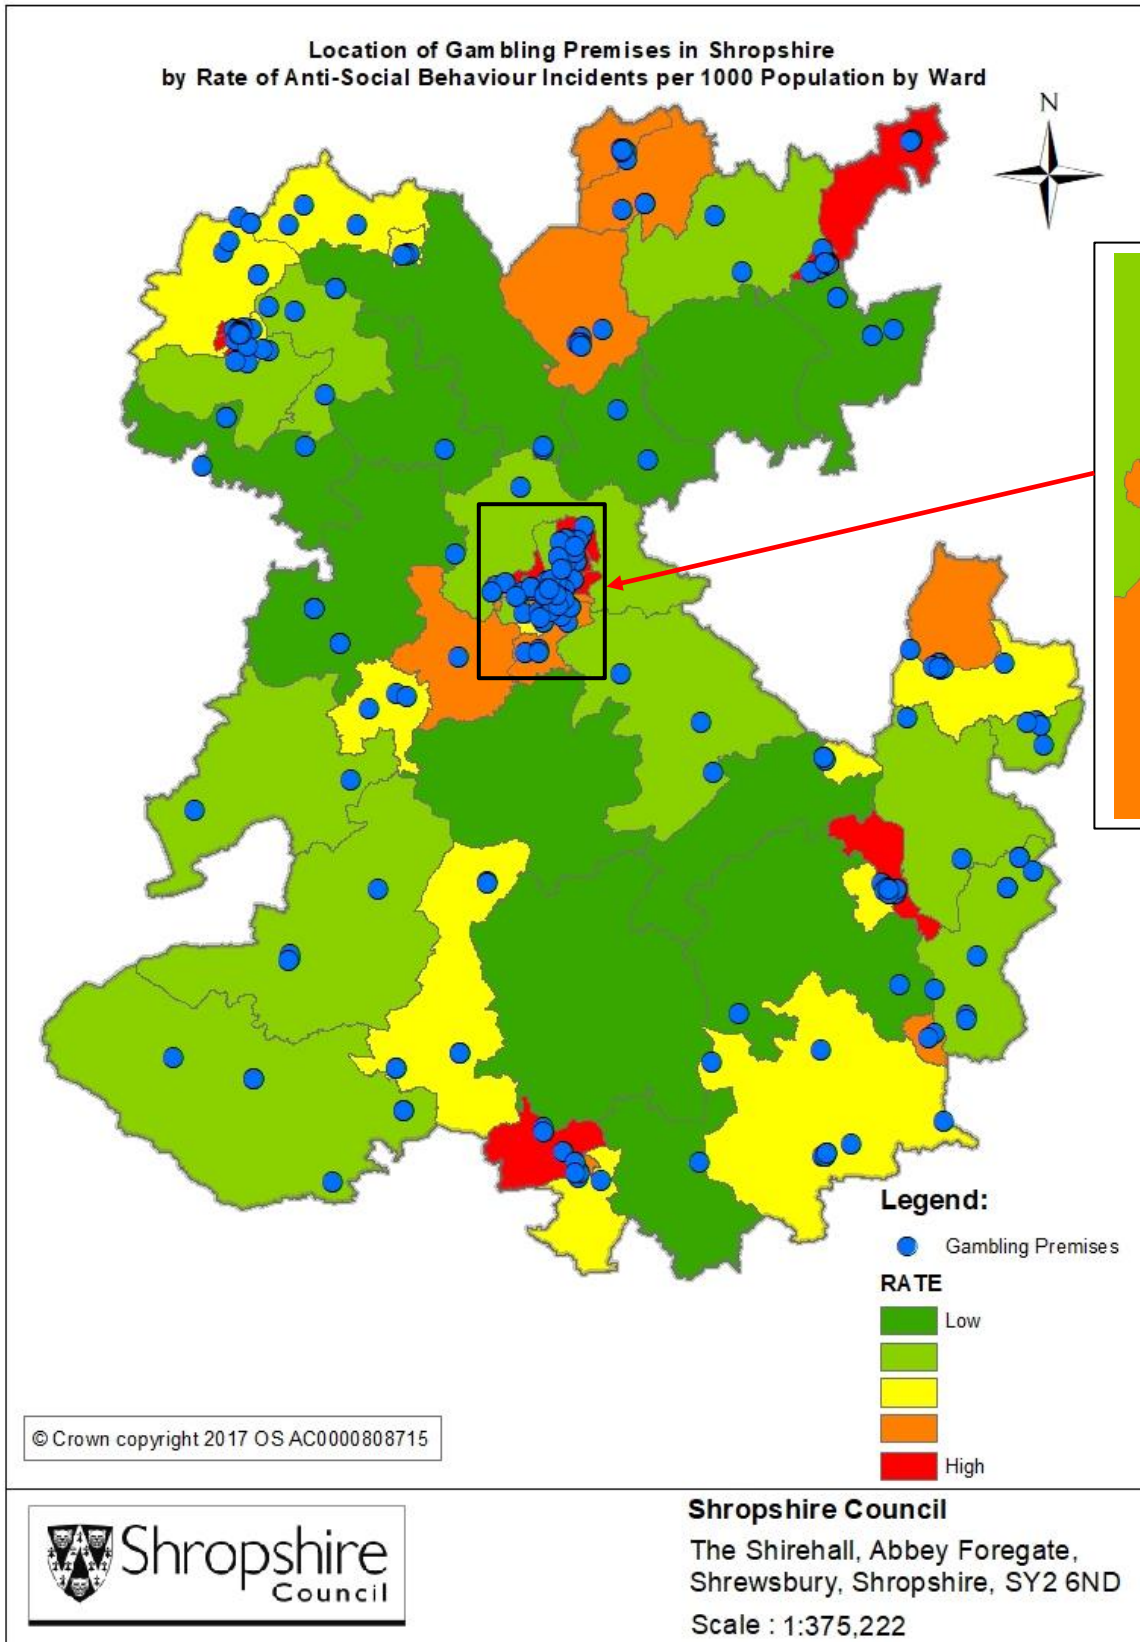 Location of Gambling Premises in Shropshire
by Rate of Anti-Social Behaviour Incidents per 1000 Population by Ward
N
Legend:
Gambling Premises
RATE
Low
High
© Crown copyright 2017 OS AC0000808715
Shropshire
Council
Shropshire Council
The Shirehall, Abbey Foregate,
Shrewsbury, Shropshire, SY2 6ND
Scale : 1:375,222